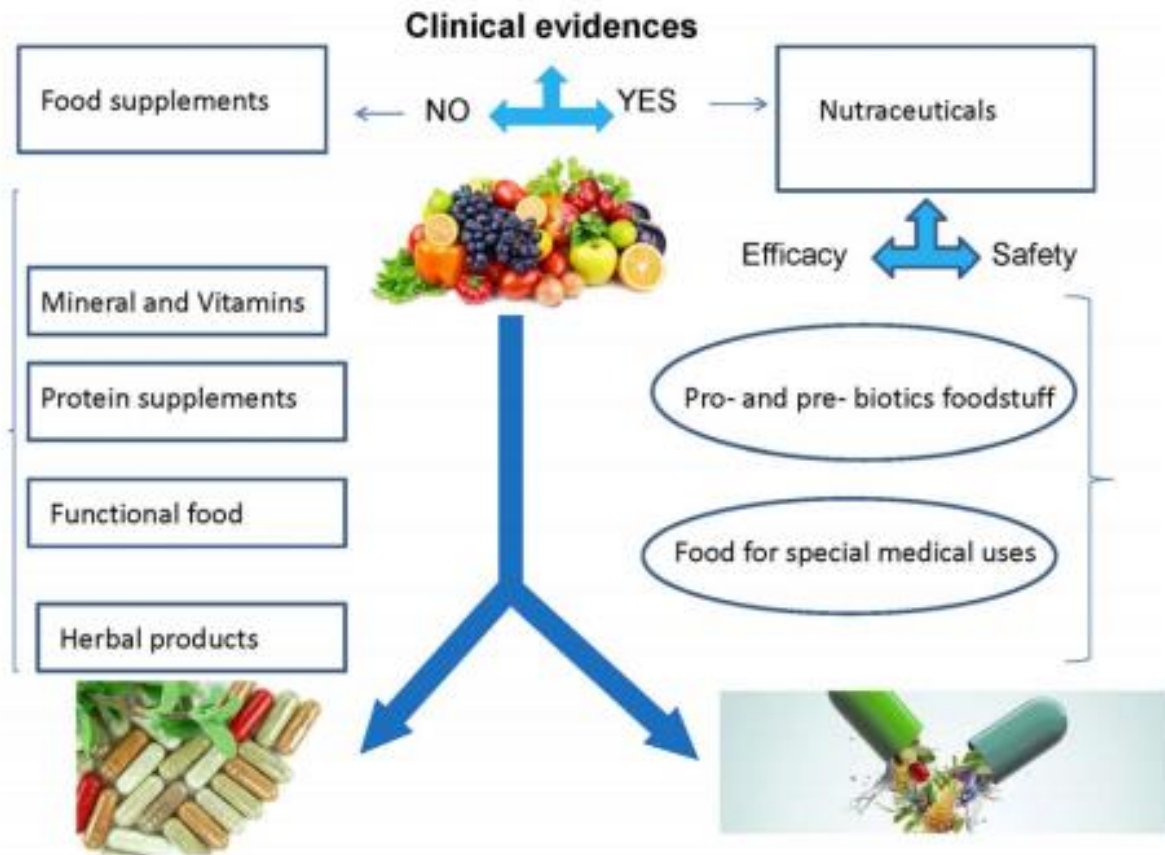 Clinical evidences
Food supplements
NO
YES
Nutraceuticals
Efficacy
Safety
Mineral and Vitamins
Protein supplements
Functional food
Herbal products
Pro- and pre- biotics foodstuff
Food for special medical uses